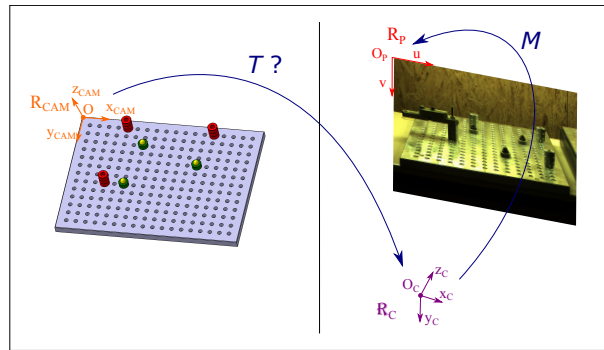 T ?
M
R_P
O_P
u
v
z_CAM
R_CAM
O
x_CAM
y_CAM
z_C
O_C
x_C
R_C
y_C